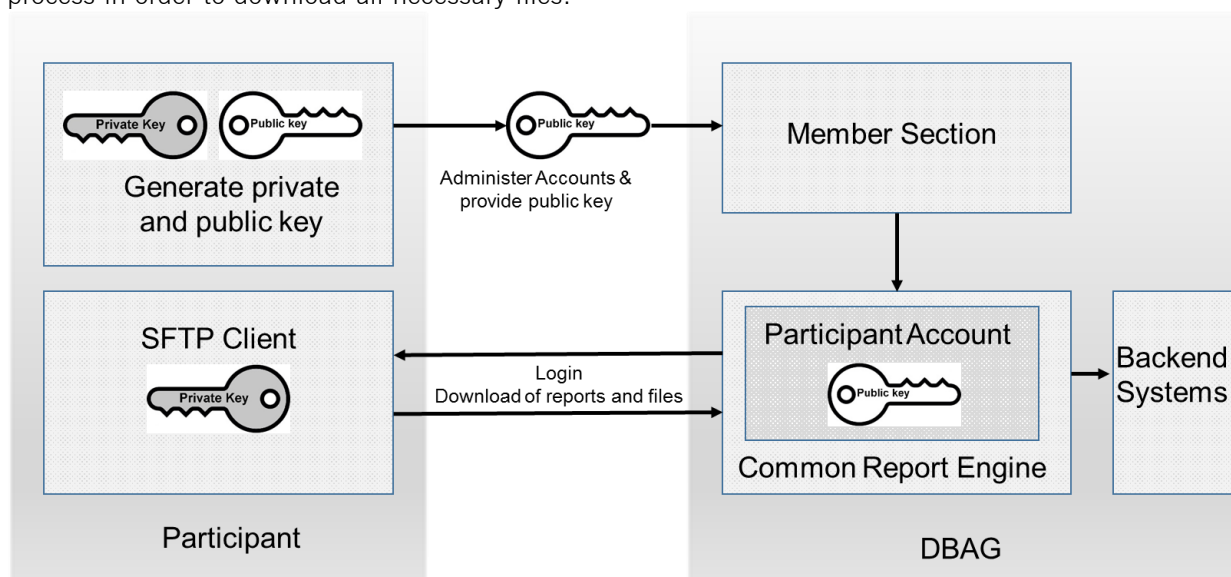 process in order to download all necessary files.
Private Key
Public key
Generate private
and public key
Public key
Administer Accounts &
provide public key
Member Section
SFTP Client
Private Key
Login
Download of reports and files
Participant Account
Public key
Common Report Engine
Backend
Systems
Participant
DBAG